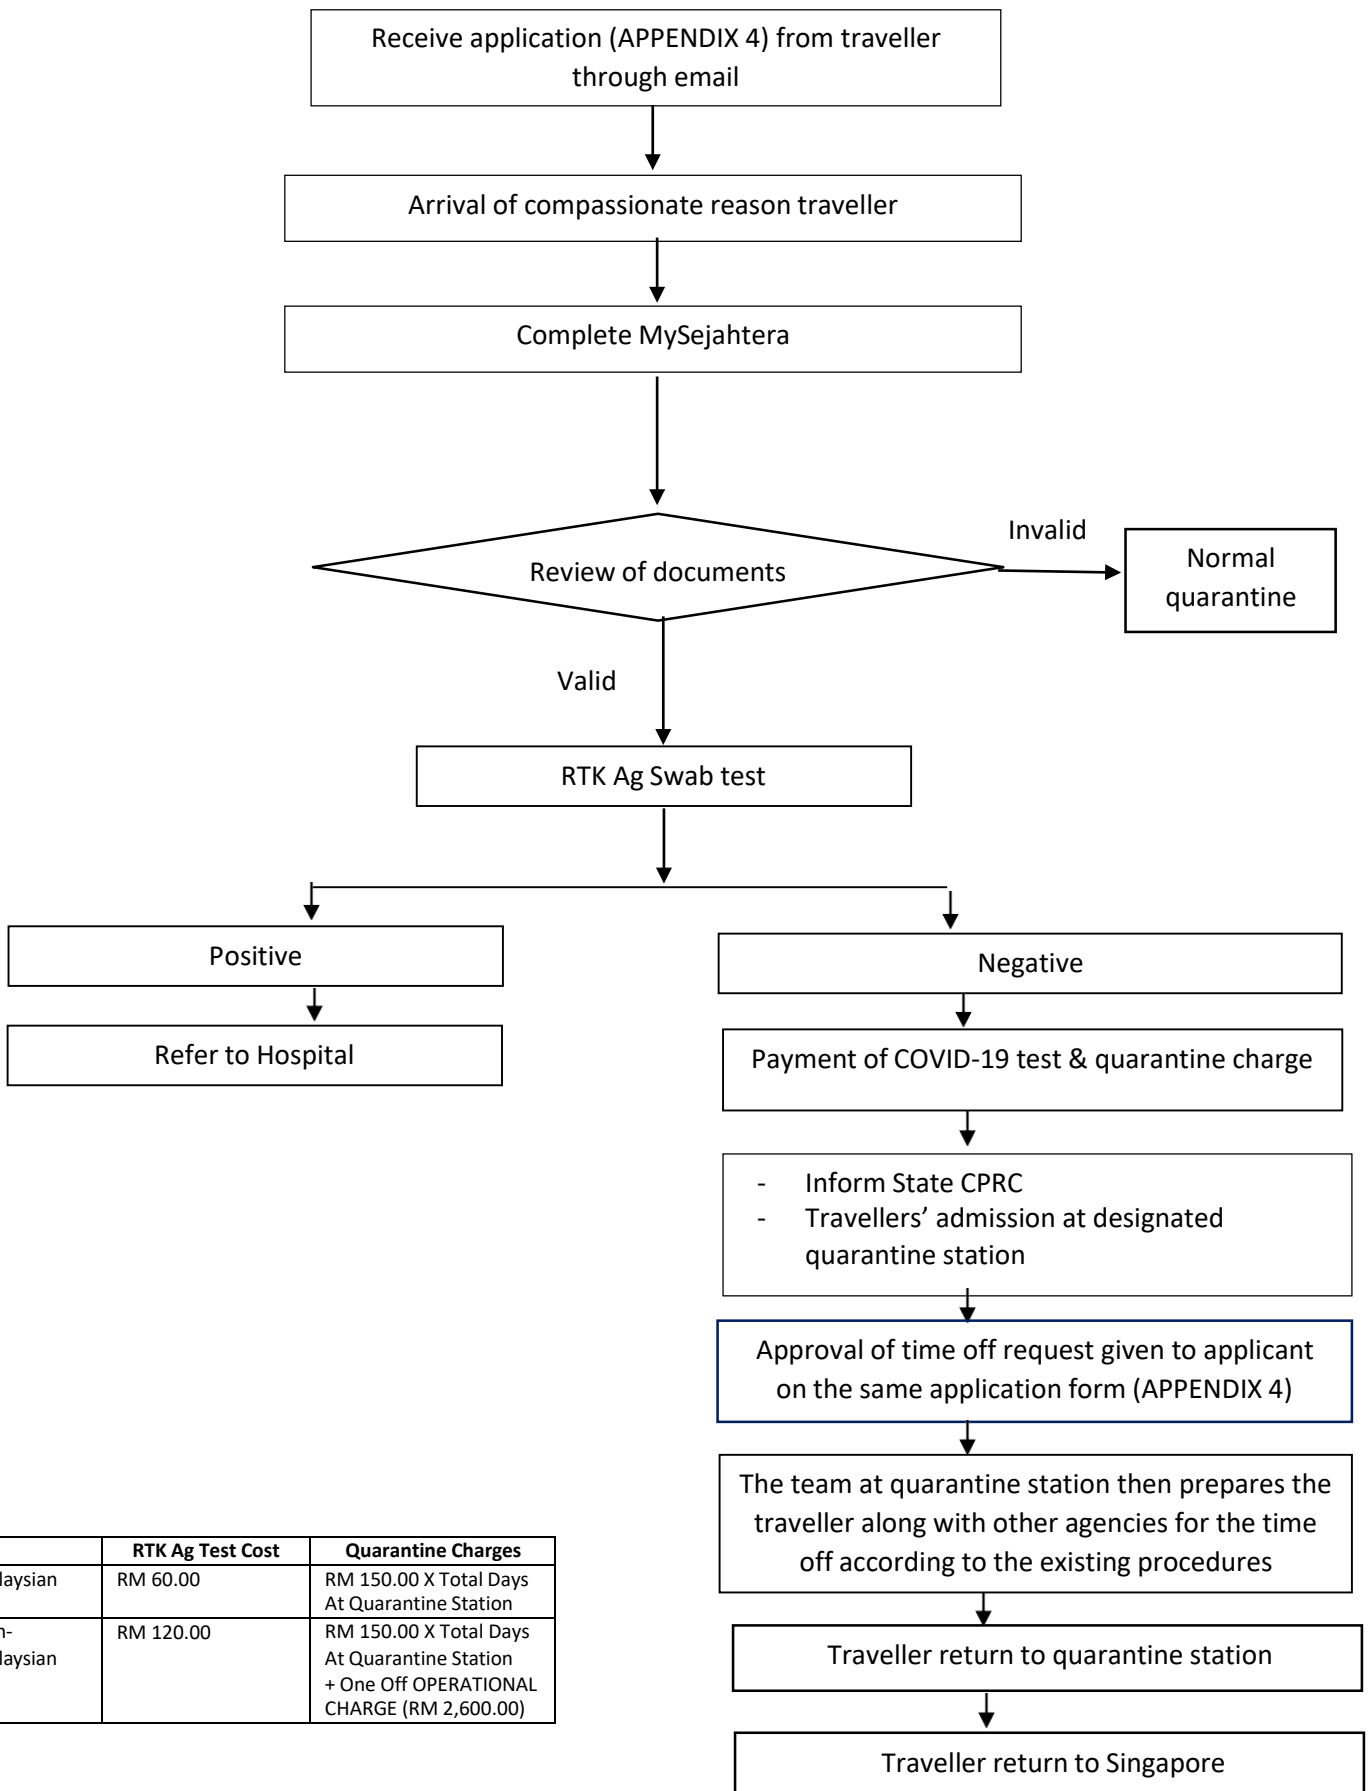 Receive application (APPENDIX 4) from traveller
through email
Arrival of compassionate reason traveller
Complete MySejahtera
Review of documents
Invalid
Normal
quarantine
Valid
RTK Ag Swab test
Positive
Refer to Hospital
Negative
Payment of COVID-19 test & quarantine charge
- Inform State CPRC
- Travellers’ admission at designated
quarantine station
Approval of time off request given to applicant
on the same application form (APPENDIX 4)
The team at quarantine station then prepares the
traveller along with other agencies for the time
off according to the existing procedures
Traveller return to quarantine station
Traveller return to Singapore
RTK Ag Test Cost Quarantine Charges
laysian RM 60.00 RM 150.00 X Total Days
At Quarantine Station
n- RM 120.00 RM 150.00 X Total Days
laysian At Quarantine Station
+ One Off OPERATIONAL
CHARGE (RM 2,600.00)